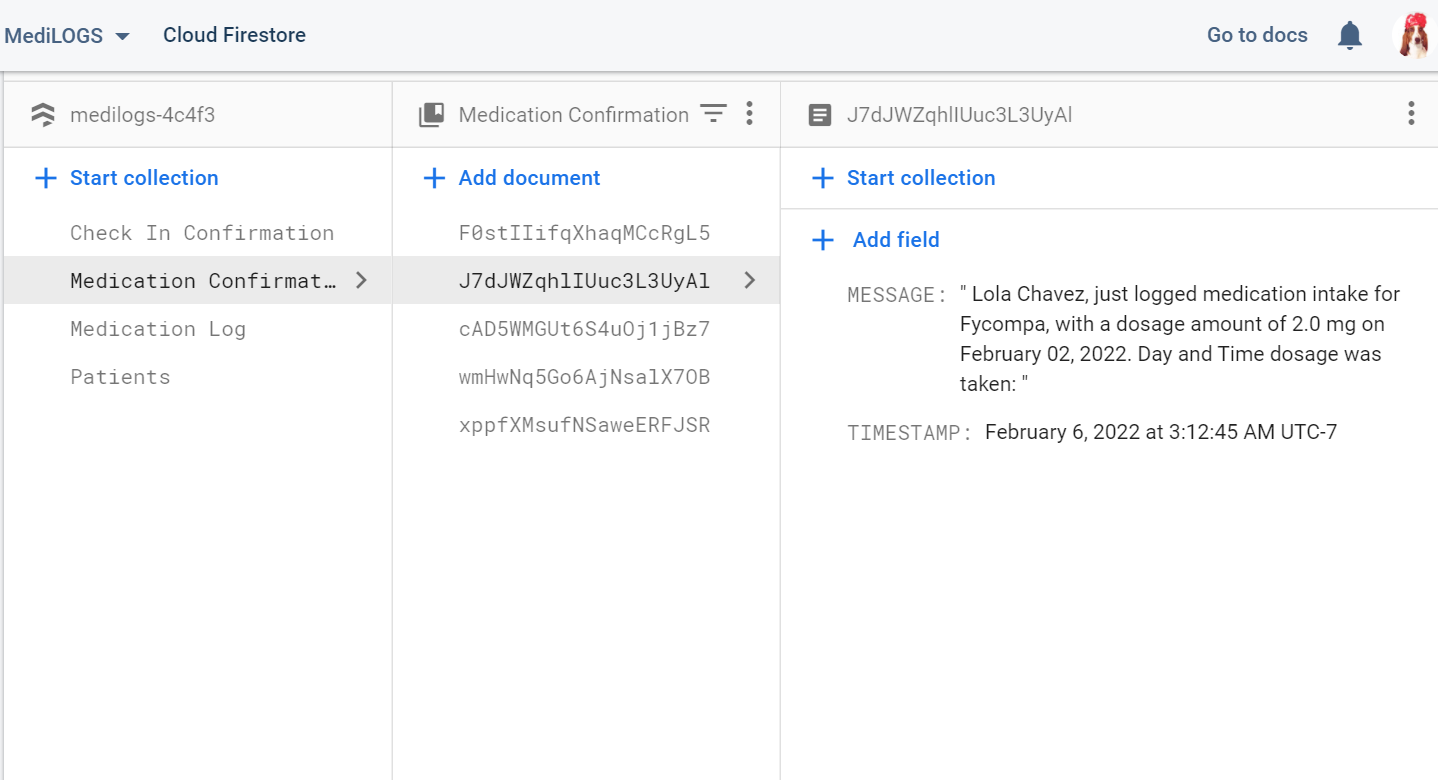 MediLOGS Cloud Firestore Go to docs
medilogs-4c4f3
Start collection
Check In Confirmation
Medication Confirmat…
Medication Log
Patients
Medication Confirmation
Add document
F0stIIifqXhaqMCcRgL5
J7dJWZqhlIUuc3L3UyAl
cAD5WMGUt6S4uOj1jBz7
wmHwNq5Go6AjNsalX7OB
xppfXMsufNSaweERFJSR
J7dJWZqhlIUuc3L3UyAl
Start collection
Add field
MESSAGE: " Lola Chavez, just logged medication intake for
Fycompa, with a dosage amount of 2.0 mg on
February 02, 2022. Day and Time dosage was
taken: "
TIMESTAMP: February 6, 2022 at 3:12:45 AM UTC-7